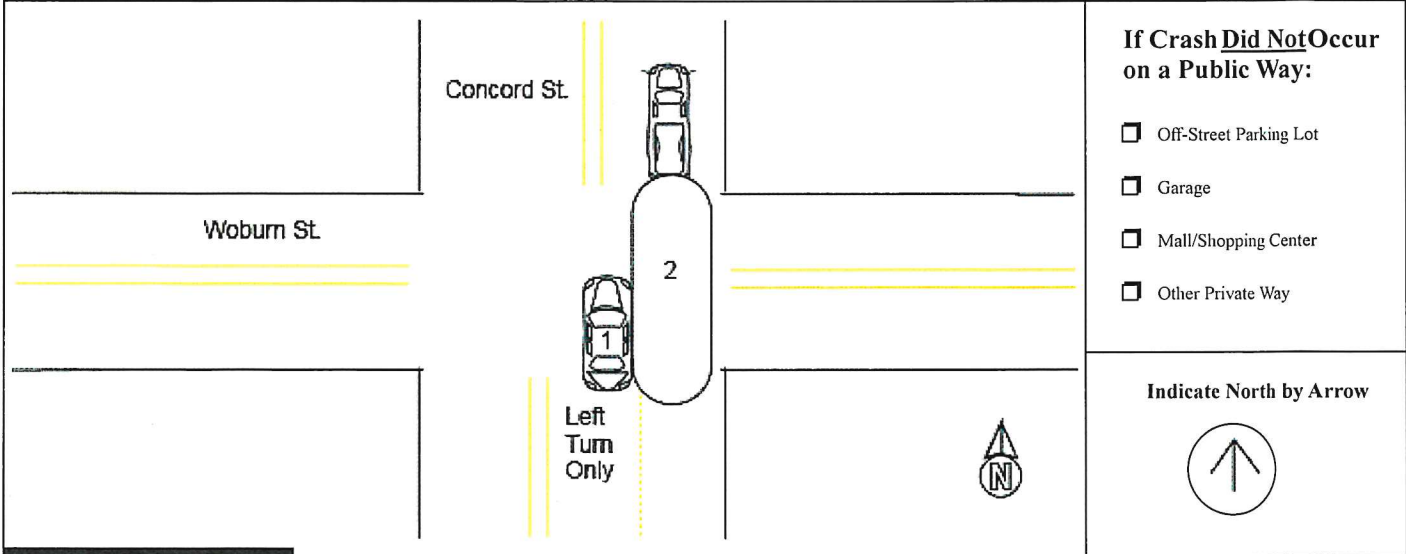 Concord St.
Woburn St.
2
1
Left
Turn
Only
N
If Crash Did Not Occur
on a Public Way:
Off-Street Parking Lot
Garage
Mall/Shopping Center
Other Private Way
Indicate North by Arrow